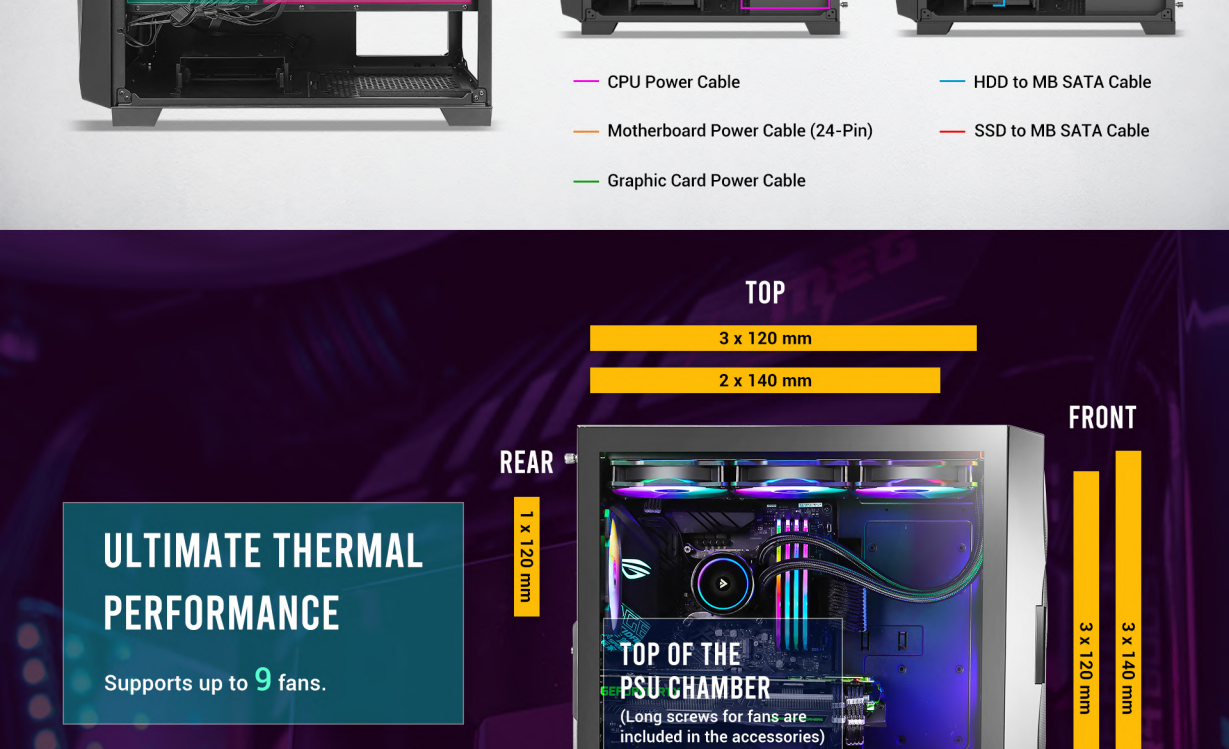 CPU Power Cable
HDD to MB SATA Cable
Motherboard Power Cable (24-Pin)
SSD to MB SATA Cable
Graphic Card Power Cable
TOP
3 x 120 mm
2 x 140 mm
FRONT
REAR
1 x 120 mm
3 x 120 mm
3 x 140 mm
ULTIMATE THERMAL
PERFORMANCE
Supports up to 9 fans.
TOP OF THE
PSU CHAMBER
(Long screws for fans are
included in the accessories)